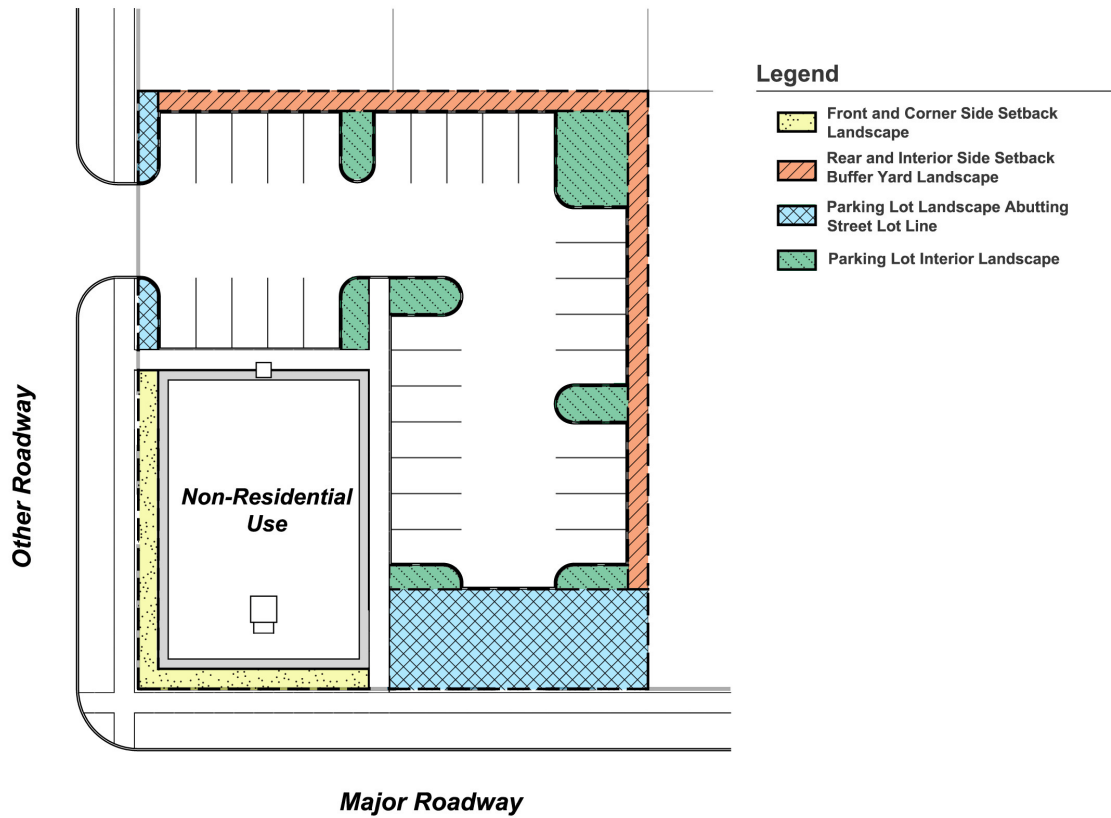 Legend
Front and Corner Side Setback
Landscape
Rear and Interior Side Setback
Buffer Yard Landscape
Parking Lot Landscape Abutting
Street Lot Line
Parking Lot Interior Landscape
Other Roadway
Non-Residential
Use
Major Roadway